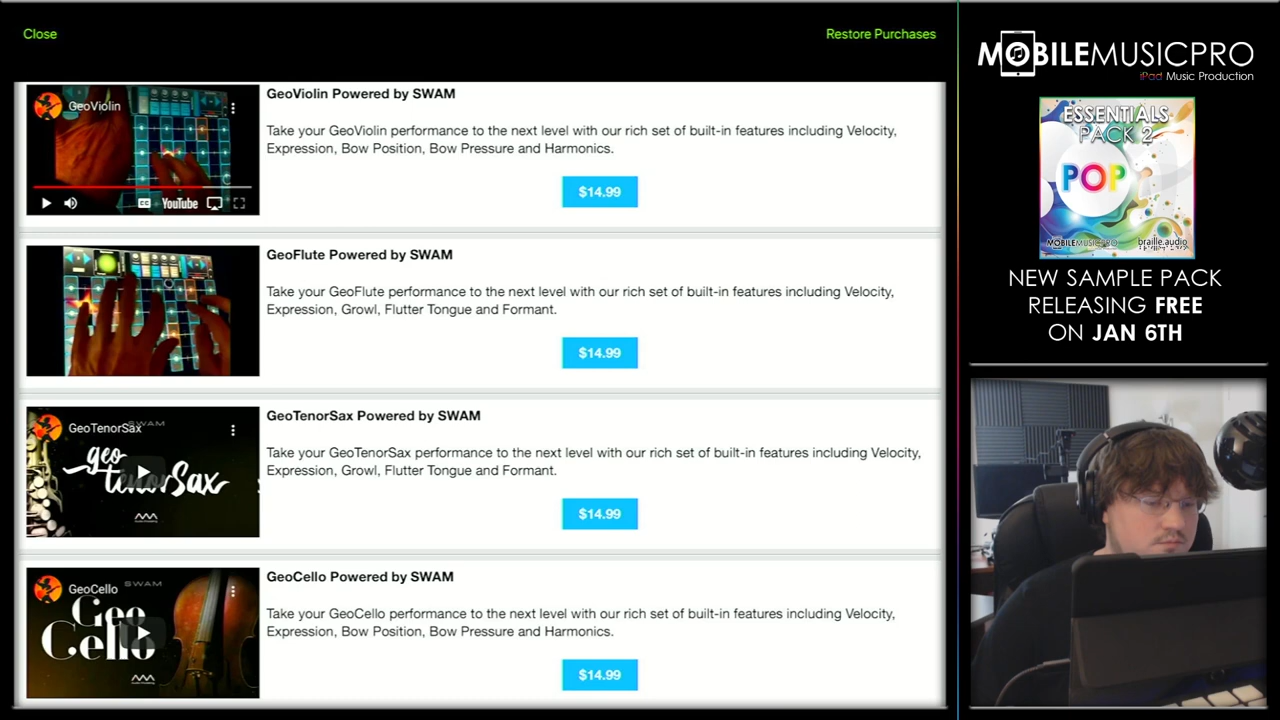 Close
Restore Purchases
GeoViolin
YouTube
GeoViolin Powered by SWAM
Take your GeoViolin performance to the next level with our rich set of built-in features including Velocity,
Expression, Bow Position, Bow Pressure and Harmonics.
$14.99
GeoFlute Powered by SWAM
Take your GeoFlute performance to the next level with our rich set of built-in features including Velocity,
Expression, Growl, Flutter Tongue and Formant.
$14.99
SWAM
GeoTenorSax
geo
tenorSax
GeoTenorSax Powered by SWAM
Take your GeoTenorSax performance to the next level with our rich set of built-in features including Velocity,
Expression, Growl, Flutter Tongue and Formant.
$14.99
SWAM
GeoCello
Geo
Cello
GeoCello Powered by SWAM
Take your GeoCello performance to the next level with our rich set of built-in features including Velocity,
Expression, Bow Position, Bow Pressure and Harmonics.
$14.99
MOBILEMUSICPRO
iPad Music Production
ESSENTIALS
PACK 2
POP
MOBILEMUSICPRO
braille.audio
NEW SAMPLE PACK
RELEASING FREE
ON JAN 6TH